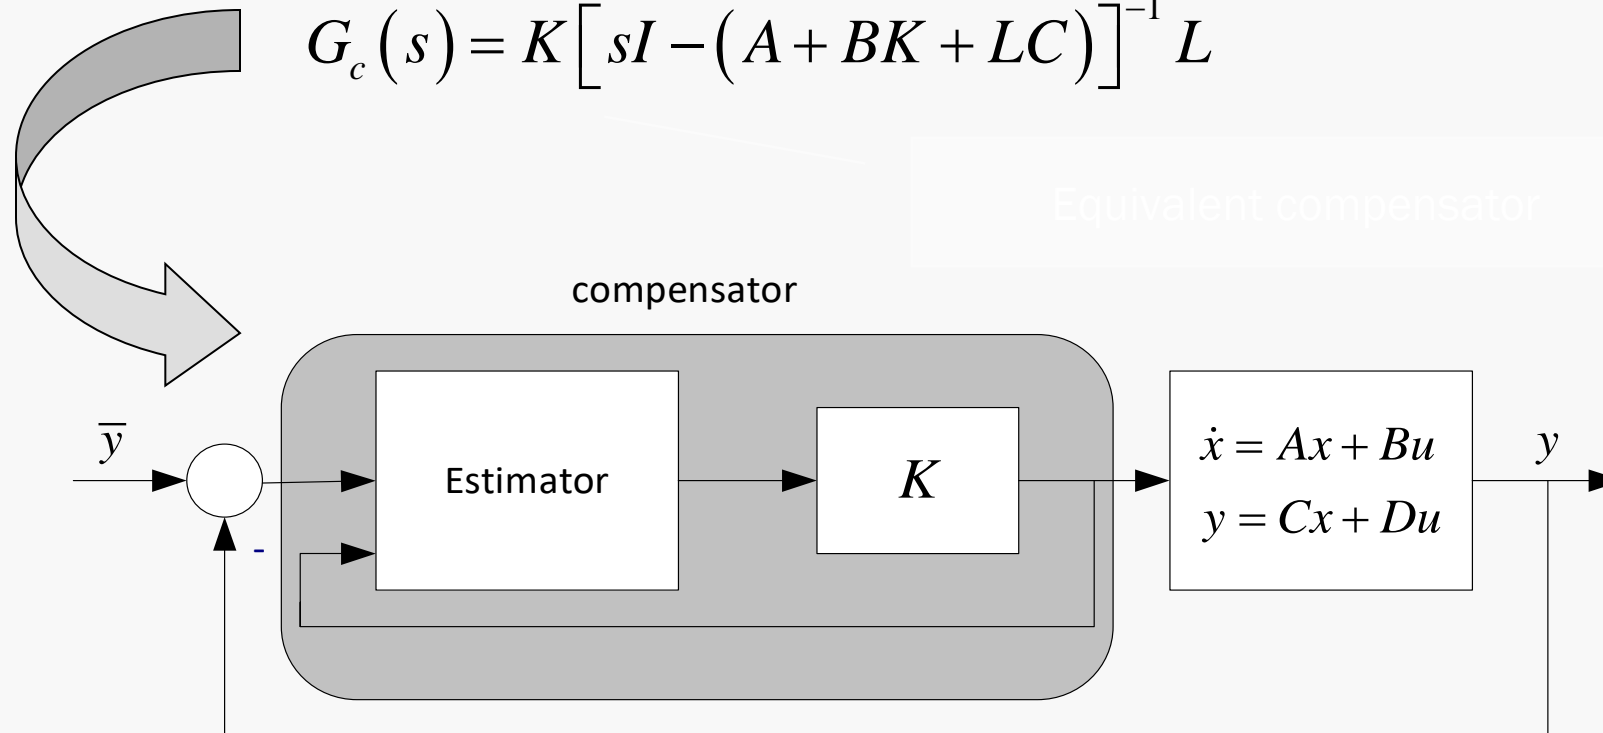 G_c(s) = K[sI − (A + BK + LC)]^{−1} L
Equivalent compensator
compensator
ȳ
Estimator
K
ẋ = Ax + Bu
y = Cx + Du
y
-